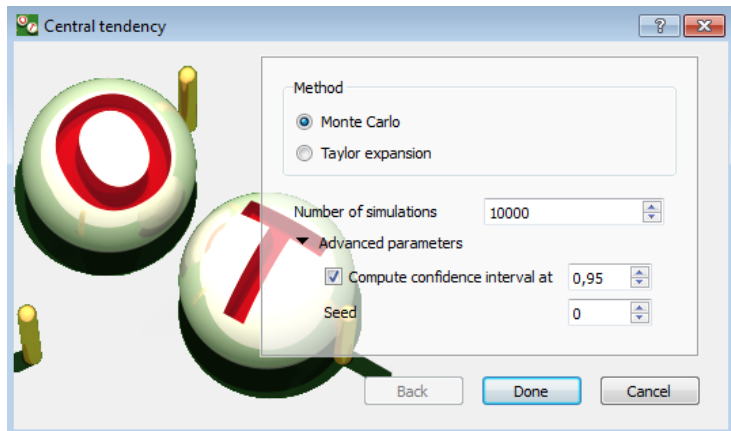 Central tendency
Method
Monte Carlo
Taylor expansion
Number of simulations 10000
Advanced parameters
Compute confidence interval at 0,95
Seed 0
O
T
Back Done Cancel